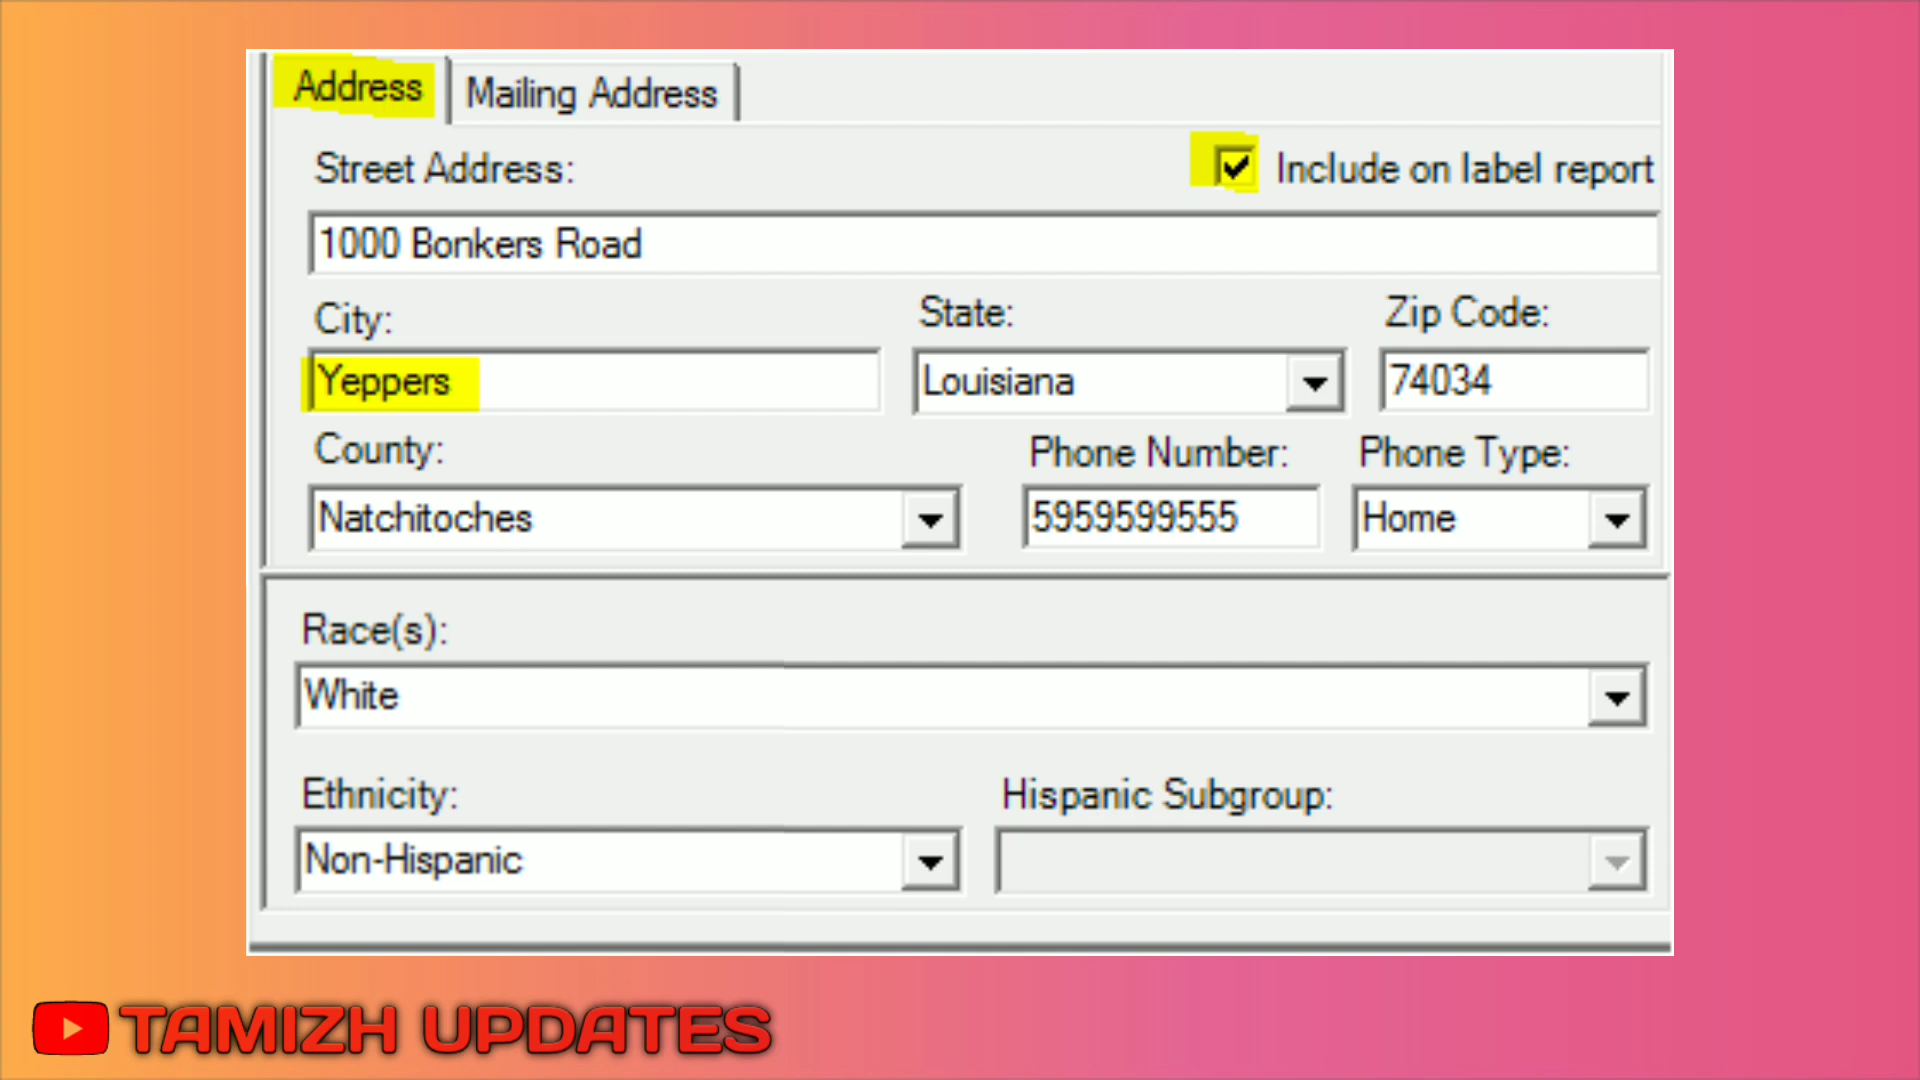 Address Mailing Address
Street Address: Include on label report
1000 Bonkers Road
City: State: Zip Code:
Yeppers Louisiana 74034
County: Phone Number: Phone Type:
Natchitoches 5959599555 Home
Race(s):
White
Ethnicity: Hispanic Subgroup:
Non-Hispanic
TAMIZH UPDATES